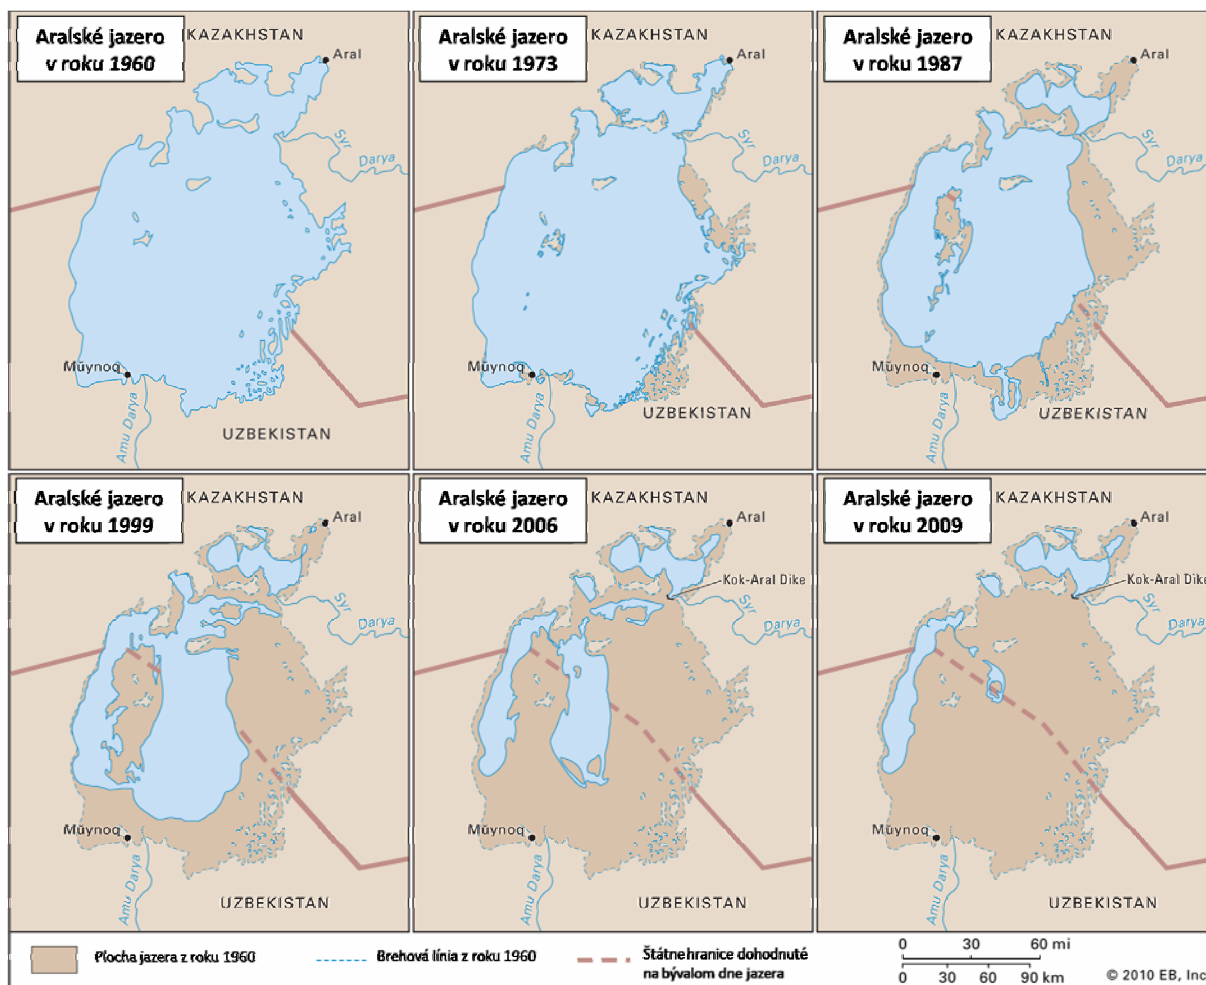 Aralské jazero
v roku 1960
KAZAKHSTAN
Aral
Syr
Darya
Mŭynoq
Amu Darya
UZBEKISTAN
Aralské jazero
v roku 1973
KAZAKHSTAN
Aral
Syr
Darya
Mŭynoq
Amu Darya
UZBEKISTAN
Aralské jazero
v roku 1987
KAZAKHSTAN
Aral
Syr
Darya
Mŭynoq
Amu Darya
UZBEKISTAN
Aralské jazero
v roku 1999
KAZAKHSTAN
Aral
Syr
Darya
Mŭynoq
Amu Darya
UZBEKISTAN
Aralské jazero
v roku 2006
KAZAKHSTAN
Aral
Kok-Aral Dike
Syr
Darya
Mŭynoq
Amu Darya
UZBEKISTAN
Aralské jazero
v roku 2009
KAZAKHSTAN
Aral
Kok-Aral Dike
Syr
Darya
Mŭynoq
Amu Darya
UZBEKISTAN
Plocha jazera z roku 1960
Brehová línia z roku 1960
Štátne hranice dohodnuté
na bývalom dne jazera
0 30 60 mi
0 30 60 90 km
© 2010 EB, Inc